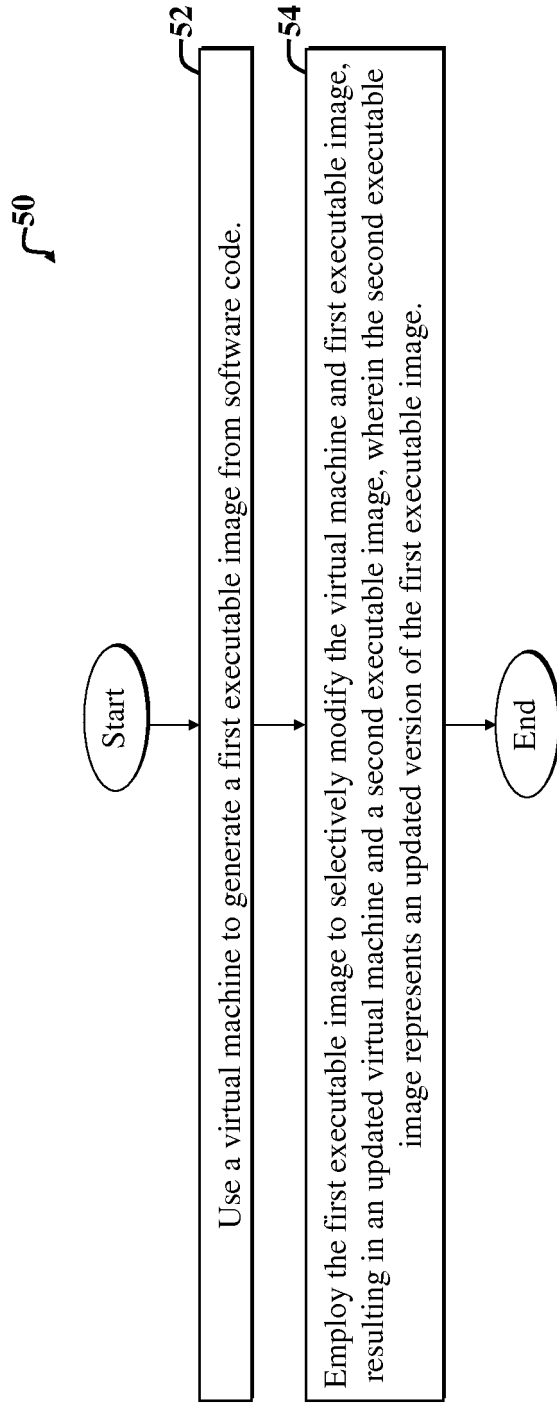 50
Start
52
Use a virtual machine to generate a first executable image from software code.
54
Employ the first executable image to selectively modify the virtual machine and first executable image,
resulting in an updated virtual machine and a second executable image, wherein the second executable
image represents an updated version of the first executable image.
End